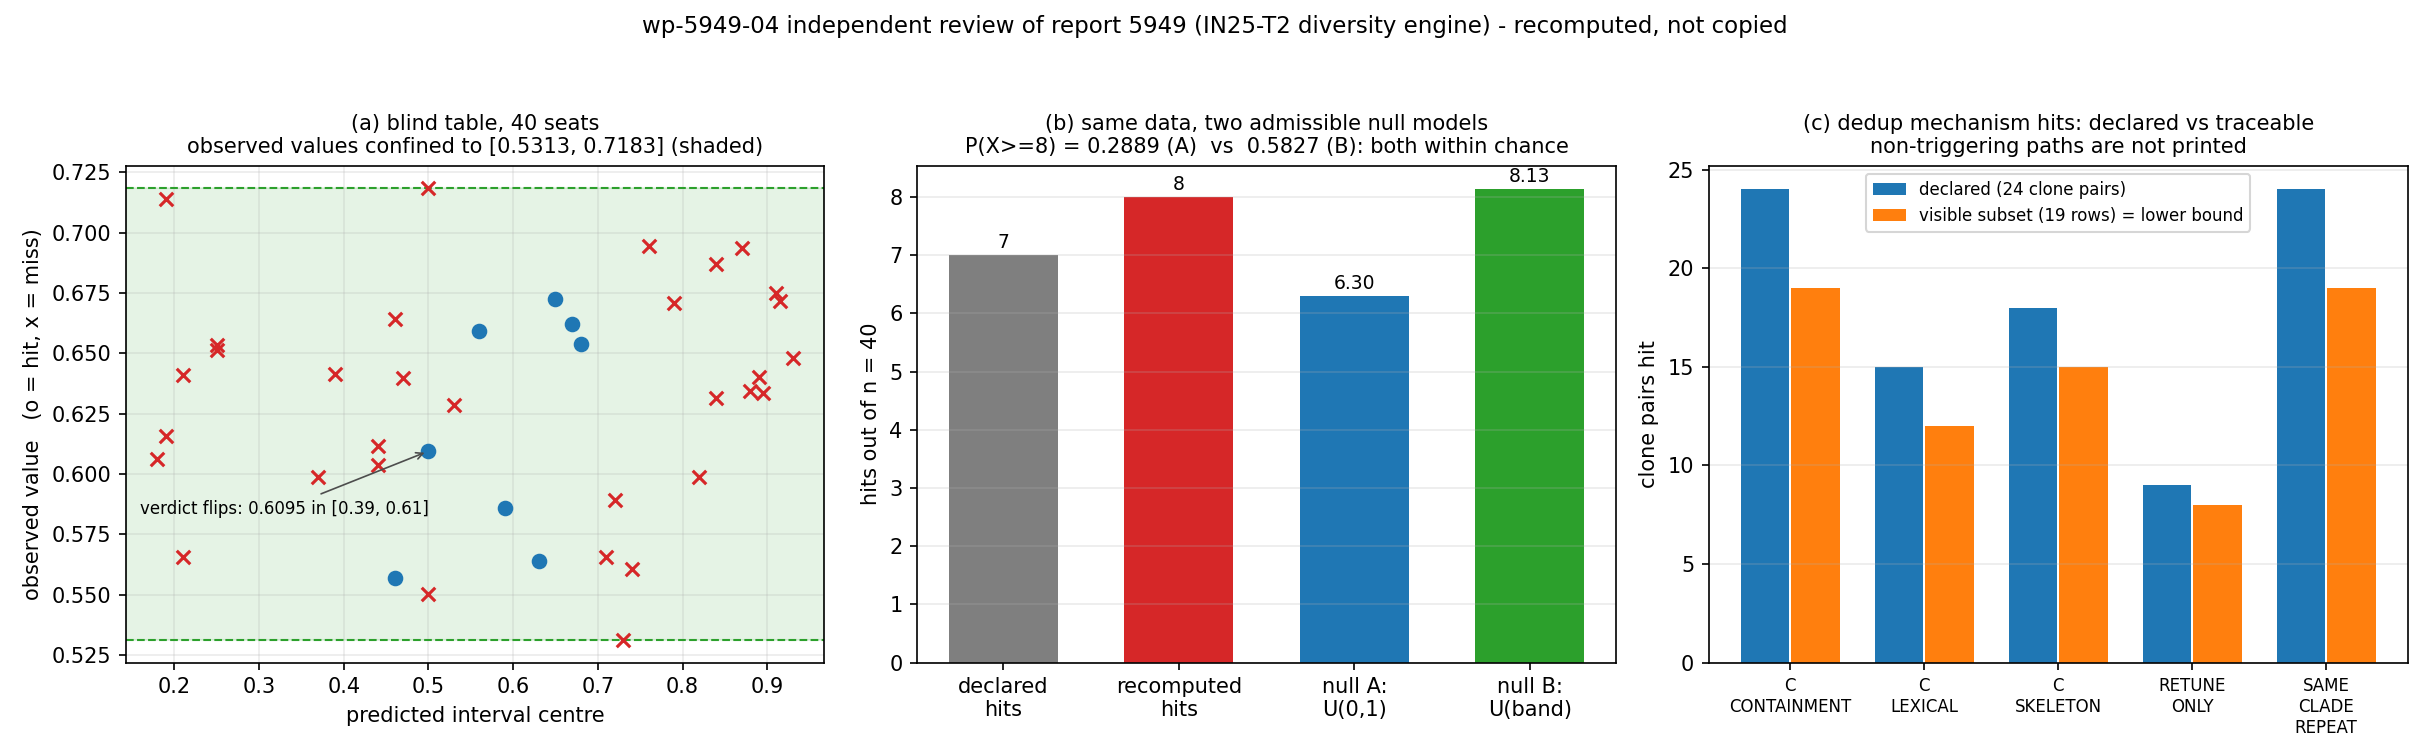 wp-5949-04 independent review of report 5949 (IN25-T2 diversity engine) - recomputed, not copied
(a) blind table, 40 seats
observed values confined to [0.5313, 0.7183] (shaded)
observed value   (o = hit, x = miss)
0.725
0.700
0.675
0.650
0.625
0.600
0.575
0.550
0.525
verdict flips: 0.6095 in [0.39, 0.61]
0.2 0.3 0.4 0.5 0.6 0.7 0.8 0.9
predicted interval centre
(b) same data, two admissible null models
P(X>=8) = 0.2889 (A)  vs  0.5827 (B): both within chance
hits out of n = 40
8
7
6
5
4
3
2
1
0
7
8
6.30
8.13
declared
hits
recomputed
hits
null A:
U(0,1)
null B:
U(band)
(c) dedup mechanism hits: declared vs traceable
non-triggering paths are not printed
clone pairs hit
25
20
15
10
5
0
declared (24 clone pairs)
visible subset (19 rows) = lower bound
C
CONTAINMENT
C
LEXICAL
C
SKELETON
RETUNE
ONLY
SAME
CLADE
REPEAT